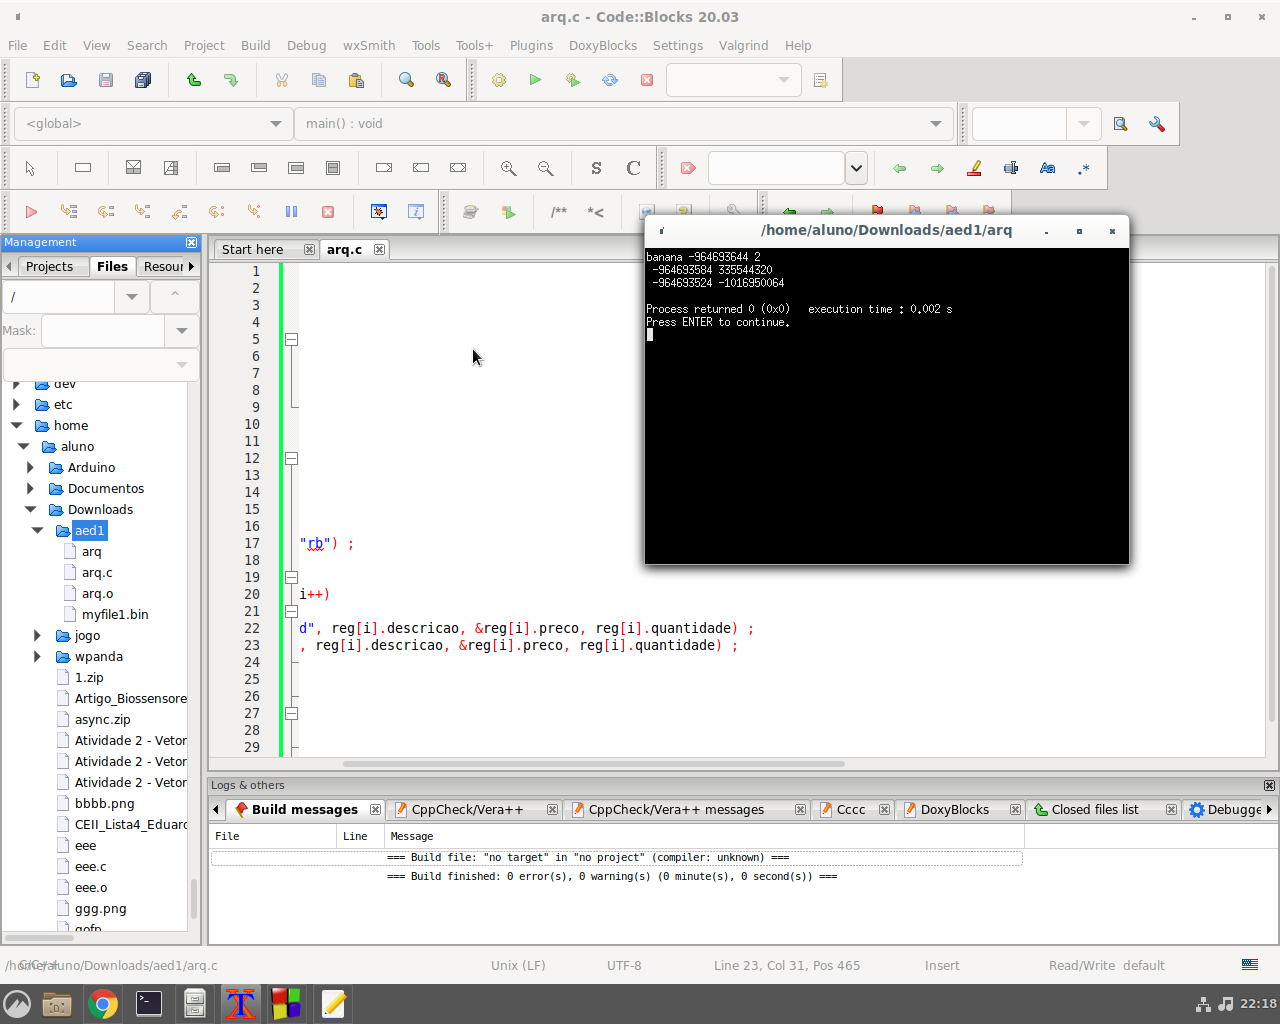 arq.c - Code::Blocks 20.03
File Edit View Search Project Build Debug wxSmith Tools Tools+ Plugins DoxyBlocks Settings Valgrind Help
<global> main() : void
S C Aa .*
/** *<
Management
Projects Files Resour
/
Mask:
dev
etc
home
aluno
Arduino
Documentos
Downloads
aed1
arq
arq.c
arq.o
myfile1.bin
jogo
wpanda
1.zip
Artigo_Biossensore
async.zip
Atividade 2 - Vetor
Atividade 2 - Vetor
Atividade 2 - Vetor
bbbb.png
CEII_Lista4_Eduard
eee
eee.c
eee.o
ggg.png
gofp
Start here arq.c
1
2
3
4
5
6
7
8
9
10
11
12
13
14
15
16
17 "rb") ;
18
19
20 i++)
21
22 d", reg[i].descricao, &reg[i].preco, reg[i].quantidade) ;
23 , reg[i].descricao, &reg[i].preco, reg[i].quantidade) ;
24
25
26
27
28
29
/home/aluno/Downloads/aed1/arq
banana -964693644 2
-964693584 335544320
-964693524 -1016950064
Process returned 0 (0x0) execution time : 0.002 s
Press ENTER to continue.
Logs & others
Build messages CppCheck/Vera++ CppCheck/Vera++ messages Cccc DoxyBlocks Closed files list Debugge
File Line Message
=== Build file: "no target" in "no project" (compiler: unknown) ===
=== Build finished: 0 error(s), 0 warning(s) (0 minute(s), 0 second(s)) ===
/home/aluno/Downloads/aed1/arq.c Unix (LF) UTF-8 Line 23, Col 31, Pos 465 Insert Read/Write default
22:18